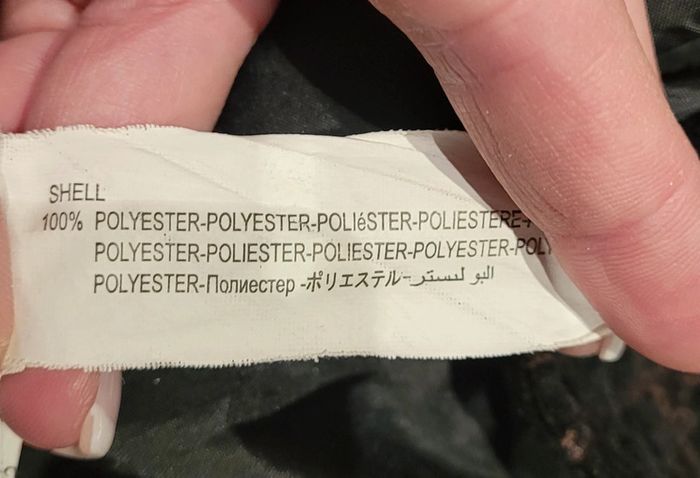 SHELL
100% POLYESTER-POLYESTER-POLIéSTER-POLIESTERE-
POLYESTER-POLIESTER-POLIESTER-POLYESTER-
POLYESTER-Полиестер -ポリエステル-البو لىستر